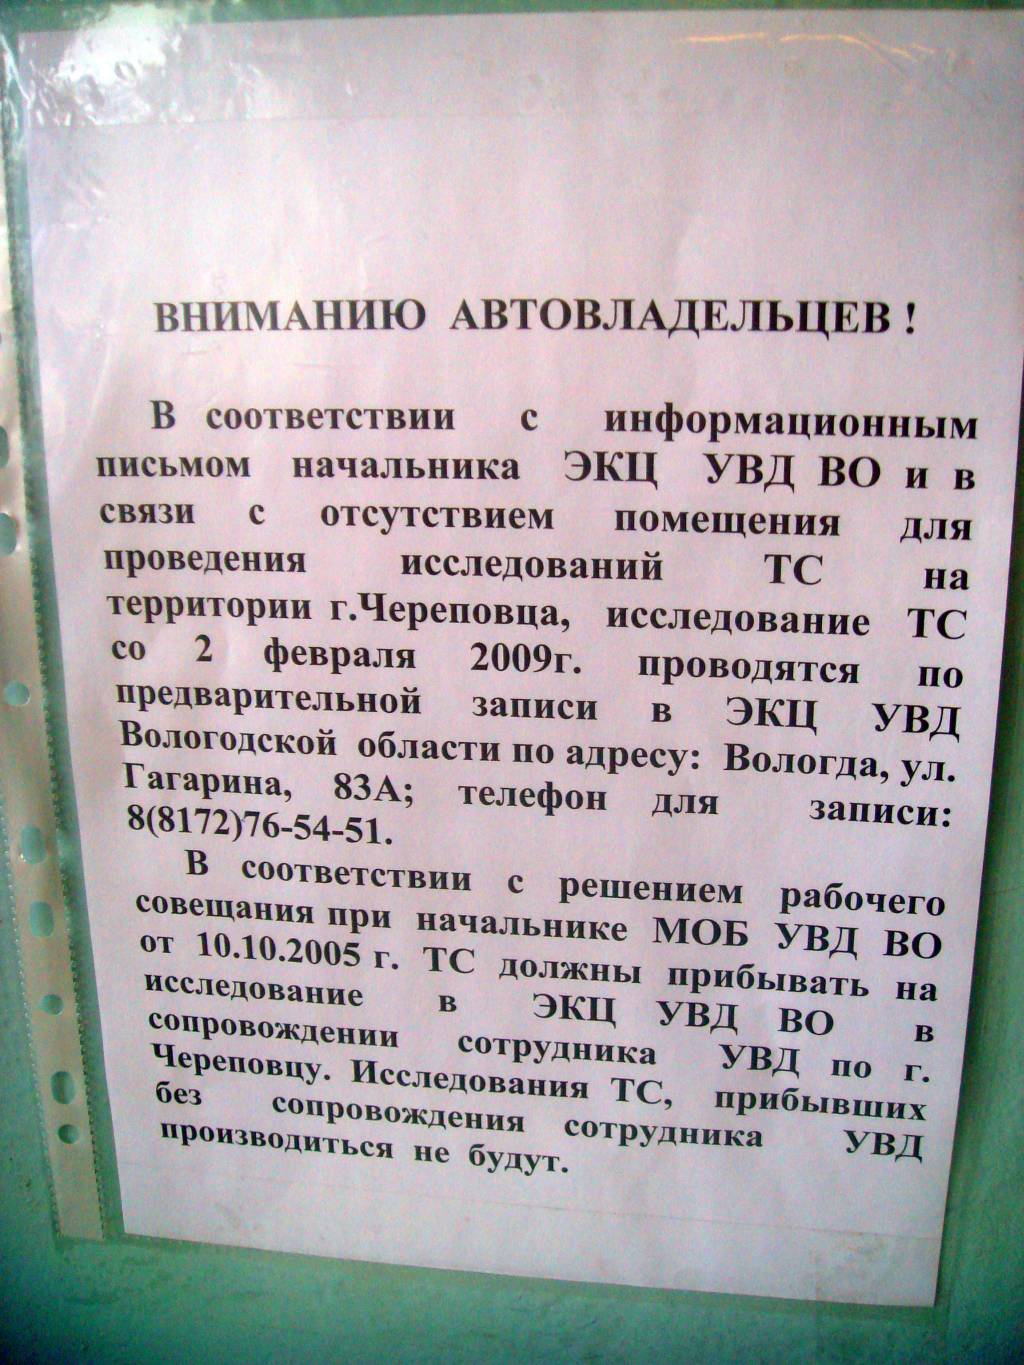 ВНИМАНИЮ АВТОВЛАДЕЛЬЦЕВ !
В соответствии с информационным
письмом начальника ЭКЦ УВД ВО и в
связи с отсутствием помещения для
проведения исследований ТС на
территории г.Череповца, исследование ТС
со 2 февраля 2009г. проводятся по
предварительной записи в ЭКЦ УВД
Вологодской области по адресу: Вологда, ул.
Гагарина, 83А; телефон для записи:
8(8172)76-54-51.
В соответствии с решением рабочего
совещания при начальнике МОБ УВД ВО
от 10.10.2005 г. ТС должны прибывать на
исследование в ЭКЦ УВД ВО в
сопровождении сотрудника УВД по г.
Череповцу. Исследования ТС, прибывших
без сопровождения сотрудника УВД
производиться не будут.